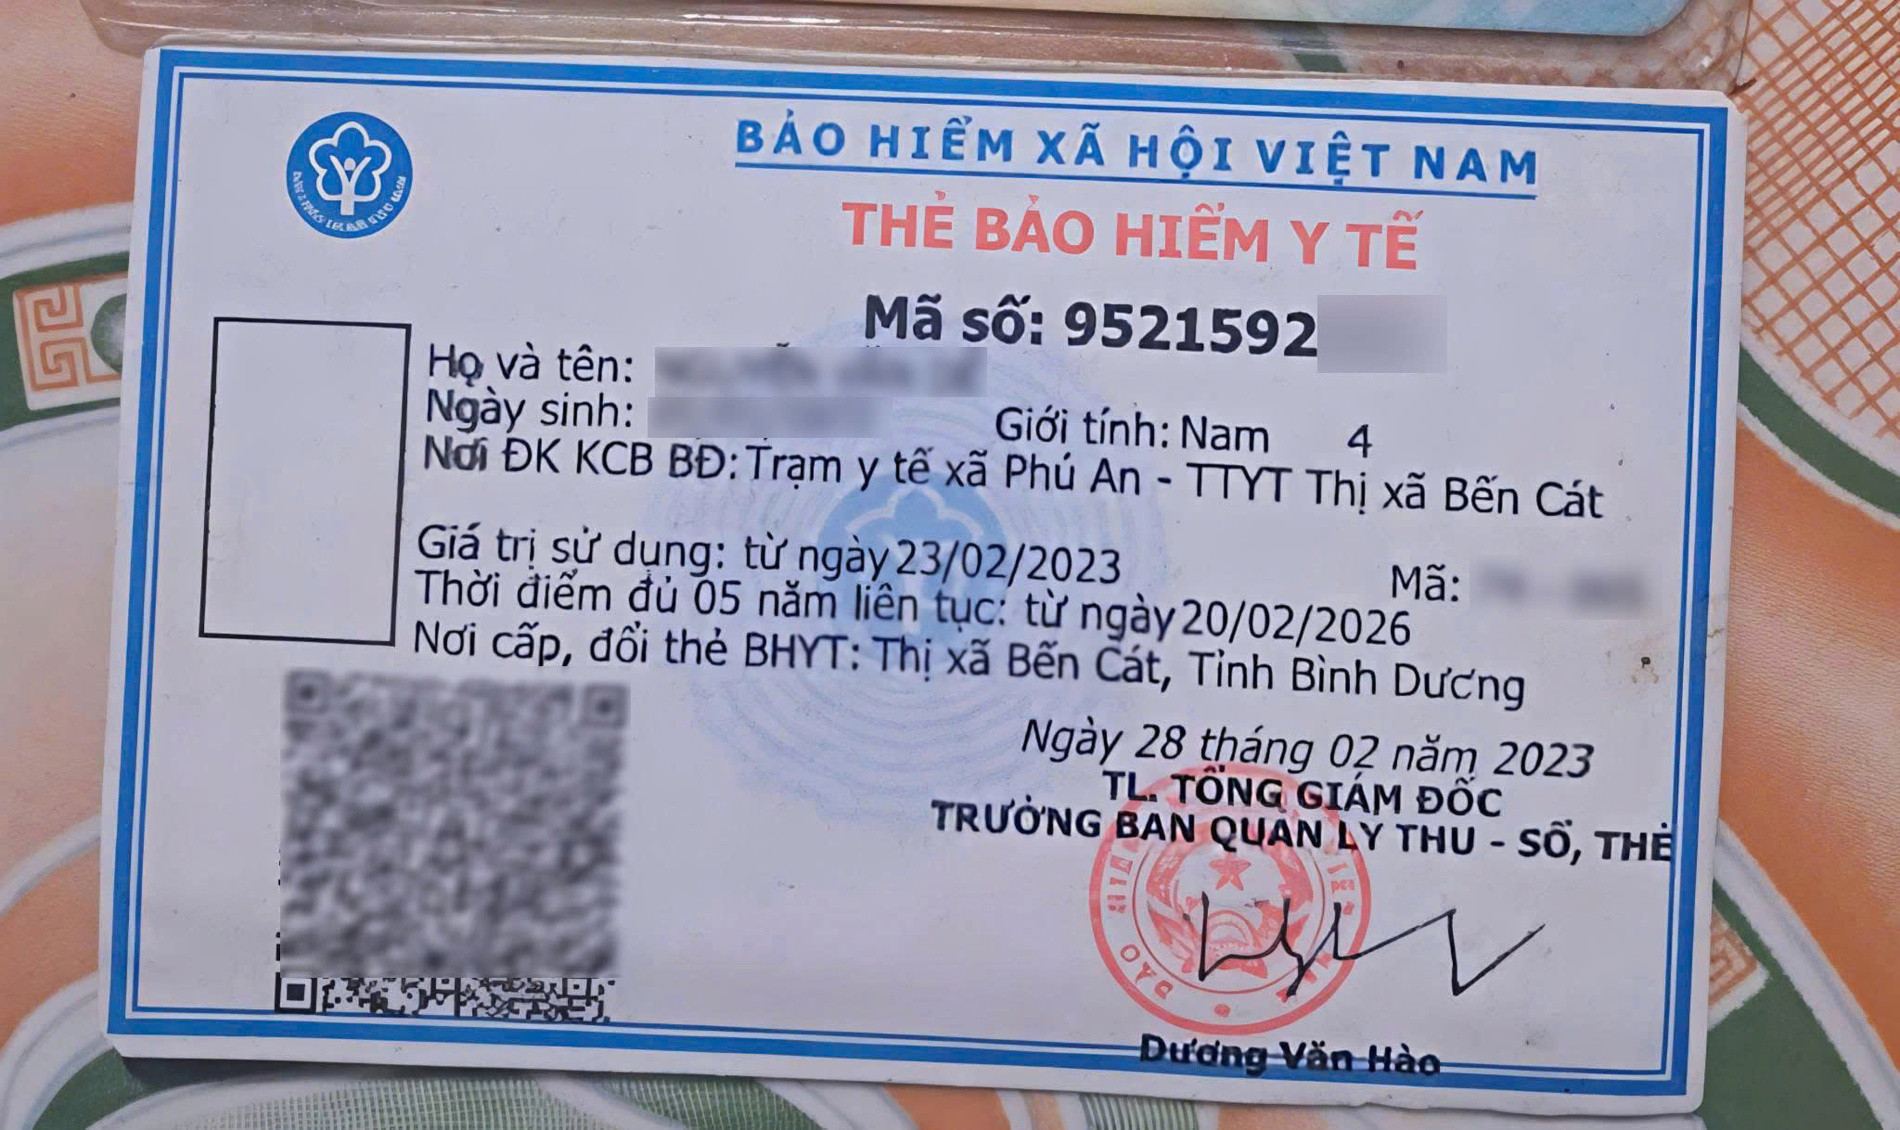 BẢO HIỂM XÃ HỘI VIỆT NAM
THẺ BẢO HIỂM Y TẾ
Mã số: 9521592
Họ và tên:
Ngày sinh: Giới tính: Nam 4
Nơi ĐK KCB BĐ: Trạm y tế xã Phú An - TTYT Thị xã Bến Cát
Giá trị sử dụng: từ ngày 23/02/2023 Mã:
Thời điểm đủ 05 năm liên tục: từ ngày 20/02/2026
Nơi cấp, đổi thẻ BHYT: Thị xã Bến Cát, Tỉnh Bình Dương
Ngày 28 tháng 02 năm 2023
TL. TỔNG GIÁM ĐỐC
TRƯỞNG BAN QUẢN LÝ THU - SỔ, THẺ
Dương Văn Hào